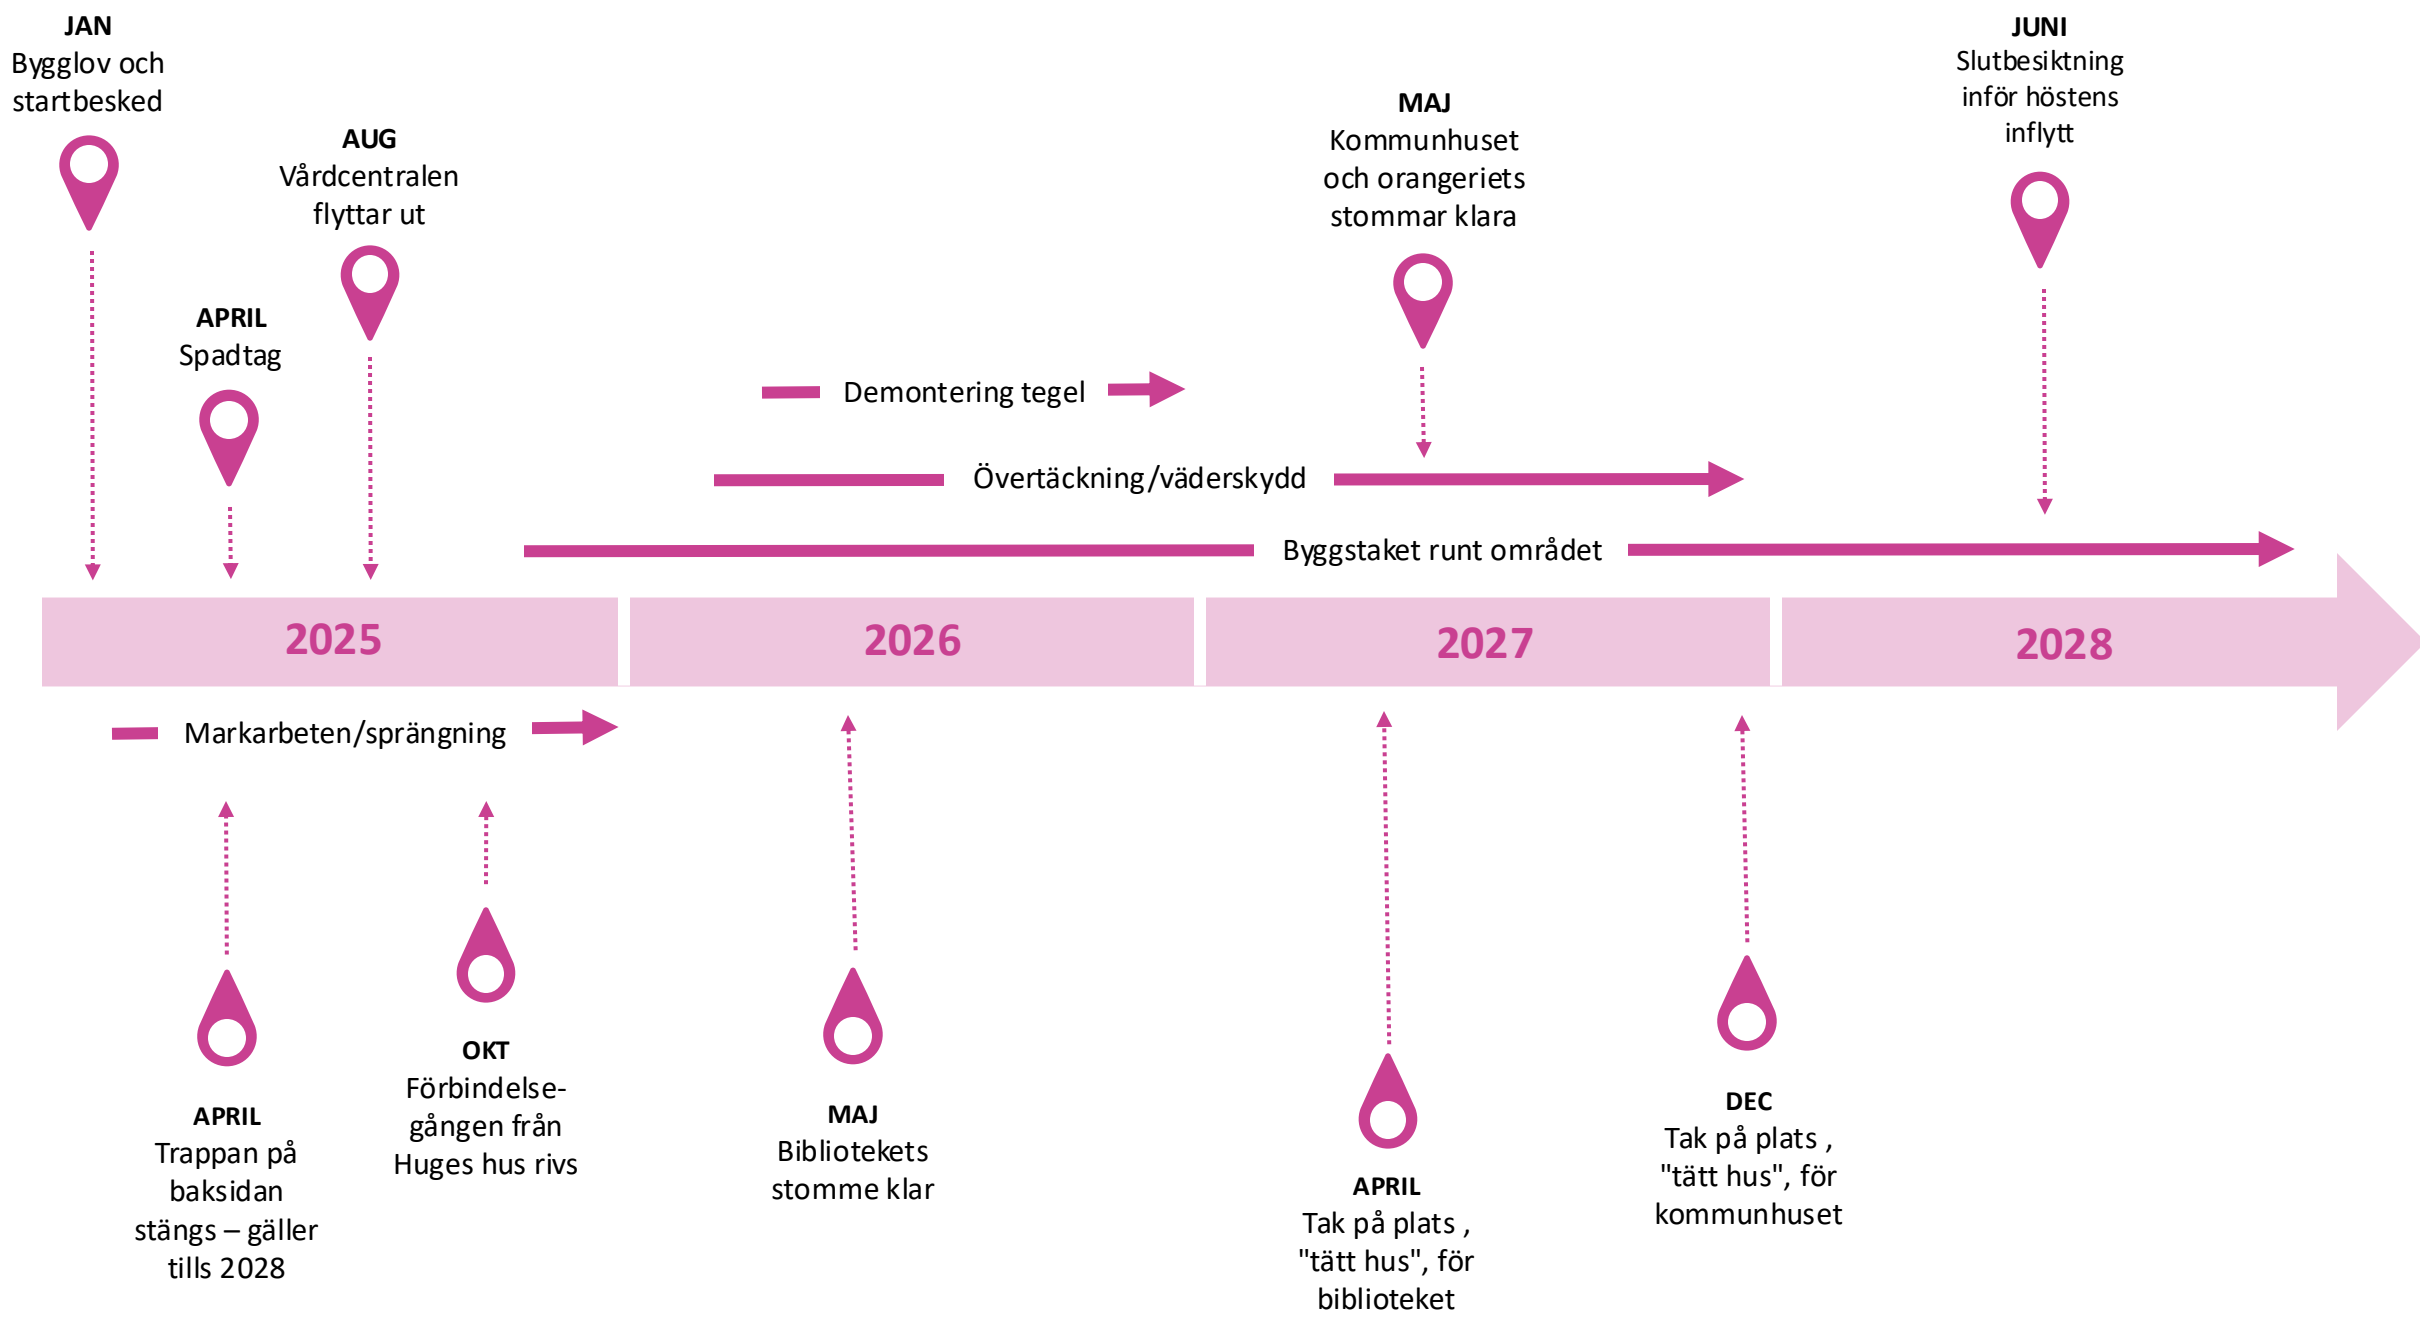 JAN
Bygglov och
startbesked
APRIL
Spadtag
AUG
Vårdcentralen
flyttar ut
MAJ
Kommunhuset
och orangeriets
stommar klara
JUNI
Slutbesiktning
inför höstens
inflytt
Demontering tegel
Övertäckning/väderskydd
Byggstaket runt området
2025
2026
2027
2028
Markarbeten/sprängning
APRIL
Trappan på
baksidan
stängs – gäller
tills 2028
OKT
Förbindelse-
gången från
Huges hus rivs
MAJ
Bibliotekets
stomme klar
APRIL
Tak på plats ,
"tätt hus", för
biblioteket
DEC
Tak på plats ,
"tätt hus", för
kommunhuset